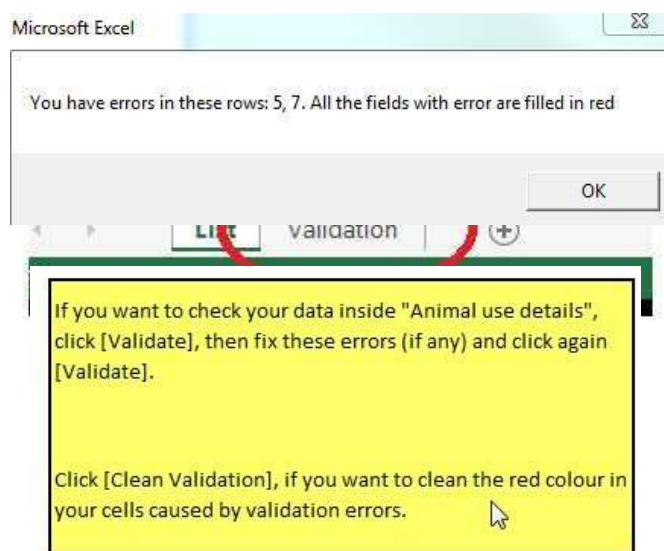 Microsoft Excel
You have errors in these rows: 5, 7. All the fields with error are filled in red
OK
List Validation
If you want to check your data inside "Animal use details",
click [Validate], then fix these errors (if any) and click again
[Validate].
Click [Clean Validation], if you want to clean the red colour in
your cells caused by validation errors.